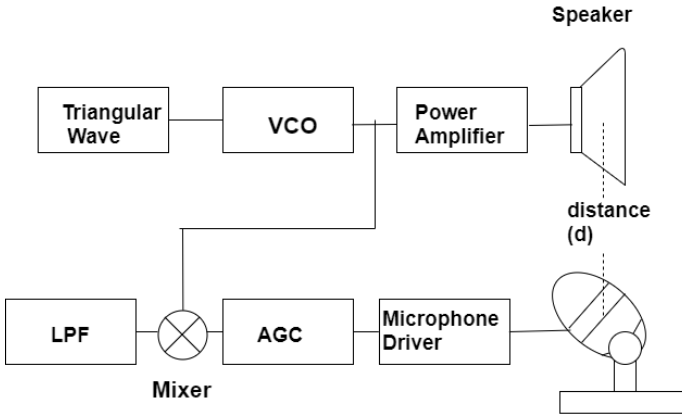 Speaker
Triangular
Wave
VCO
Power
Amplifier
distance
(d)
LPF
Mixer
AGC
Microphone
Driver